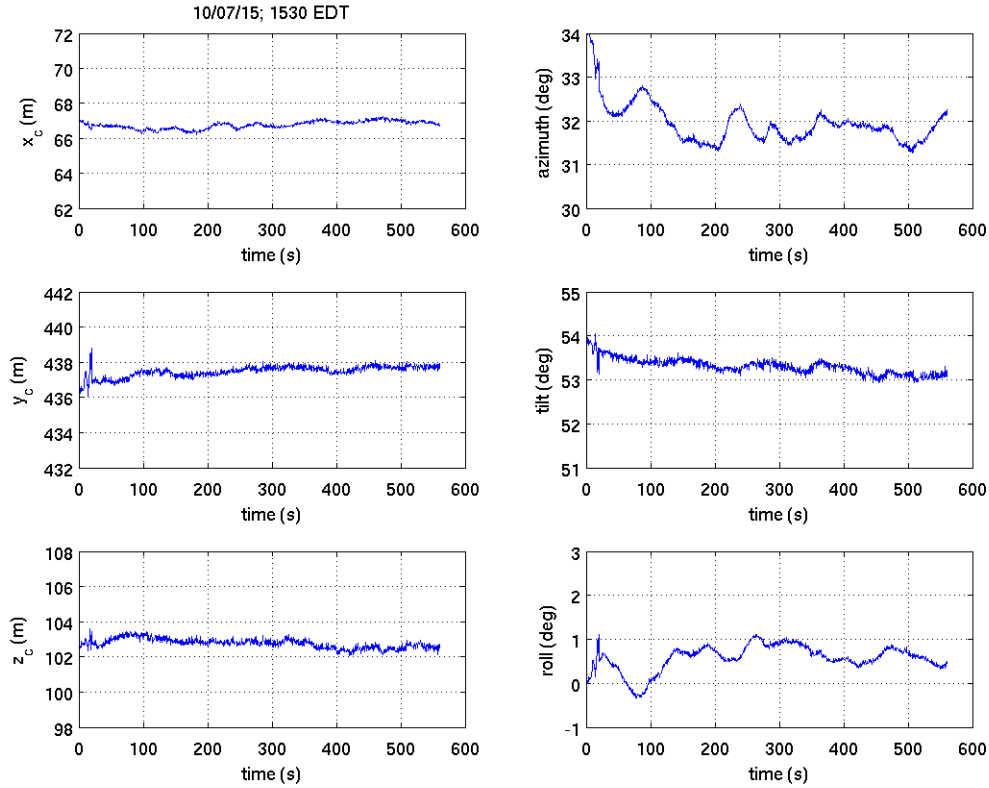 10/07/15; 1530 EDT
72
70
68
66
64
62
x_c (m)
0 100 200 300 400 500 600
time (s)
34
33
32
31
30
azimuth (deg)
0 100 200 300 400 500 600
time (s)
442
440
438
436
434
432
y_c (m)
0 100 200 300 400 500 600
time (s)
55
54
53
52
51
tilt (deg)
0 100 200 300 400 500 600
time (s)
108
106
104
102
100
98
z_c (m)
0 100 200 300 400 500 600
time (s)
3
2
1
0
-1
roll (deg)
0 100 200 300 400 500 600
time (s)